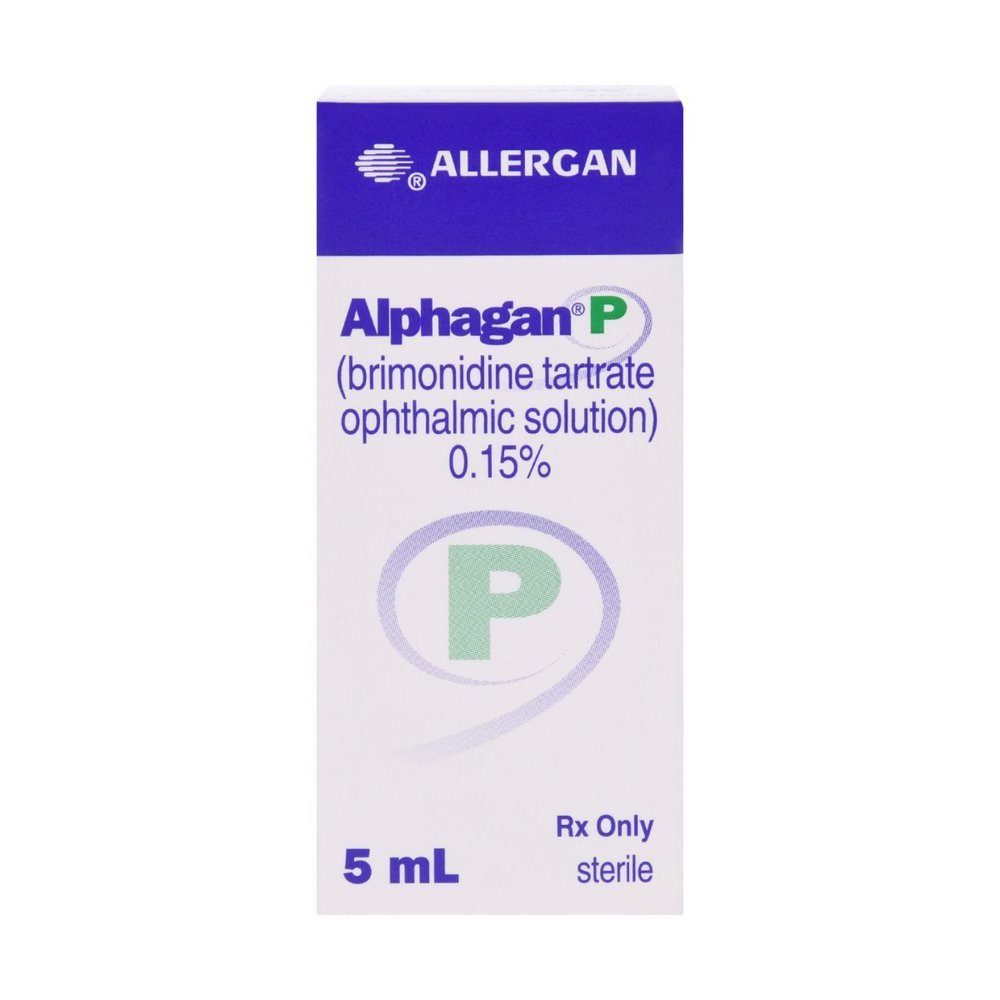 ® ALLERGAN
Alphagan® P
(brimonidine tartrate
ophthalmic solution)
0.15%
P
Rx Only
5 mL
sterile